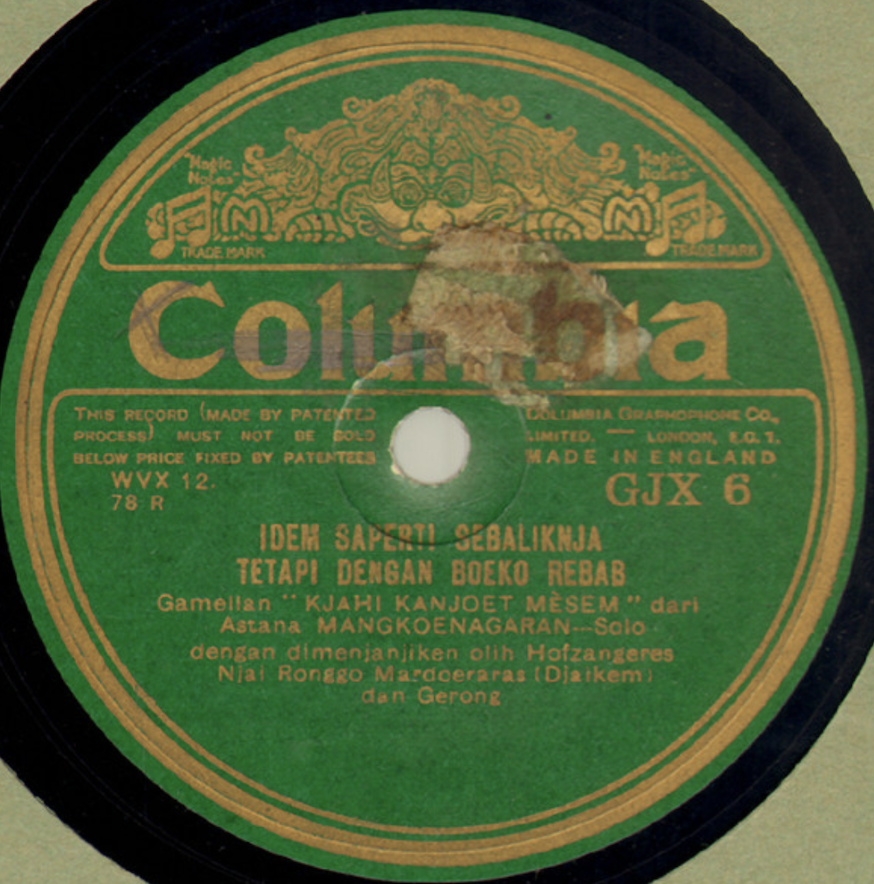 "Magic Notes"
"Magic Notes"
TRADE MARK
TRADE MARK
Columbia
THIS RECORD (MADE BY PATENTED
PROCESS) MUST NOT BE SOLD
BELOW PRICE FIXED BY PATENTEES
COLUMBIA GRAPHOPHONE CO.,
LIMITED, — LONDON, E.C.1.
MADE IN ENGLAND
WVX 12.
78 R
GJX 6
IDEM SAPERTI SEBALIKNJA
TETAPI DENGAN BOEKO REBAB
Gamellan "KJAHI KANJOET MÈSEM" dari
Astana MANGKOENAGARAN—Solo
dengan dimenjanjiken olih Hofzangeres
Njai Ronggo Mardoeraras (Djaikem)
dan Gerong